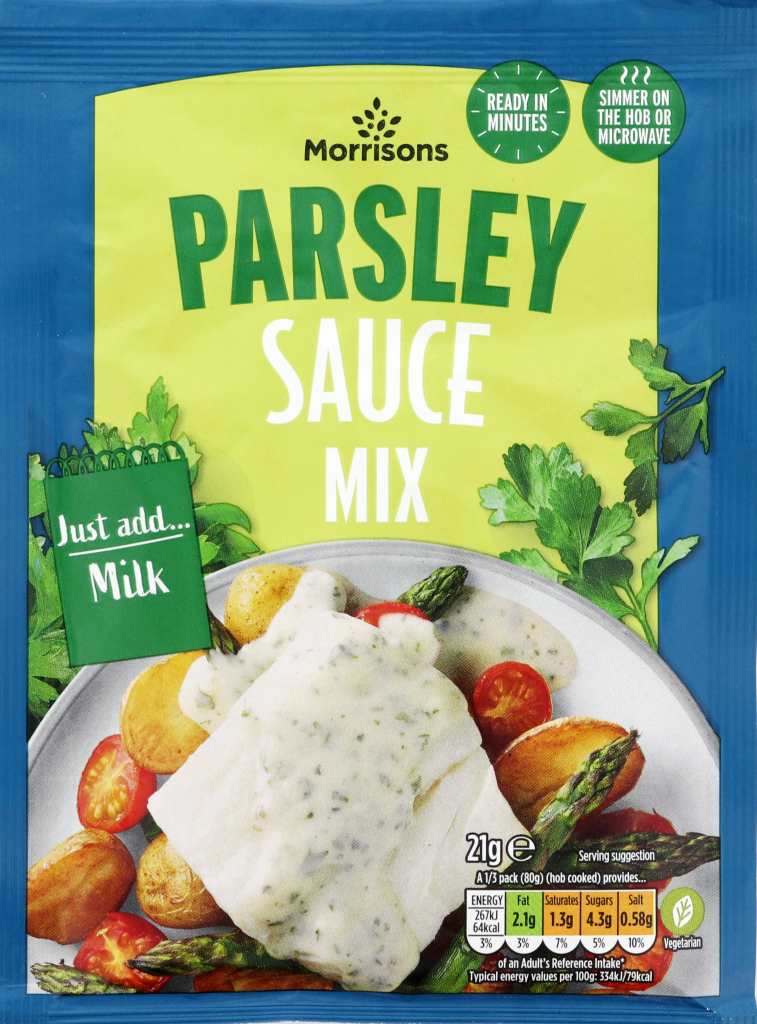 READY IN
MINUTES
SIMMER ON
THE HOB OR
MICROWAVE
Morrisons
PARSLEY
SAUCE
MIX
Just add...
Milk
21g ℮
Serving suggestion
A 1/3 pack (80g) (hob cooked) provides...
ENERGY Fat Saturates Sugars Salt
267kJ
64kcal 2.1g 1.3g 4.3g 0.58g
3% 3% 7% 5% 10%
Vegetarian
of an Adult's Reference Intake*
Typical energy values per 100g: 334kJ/79kcal